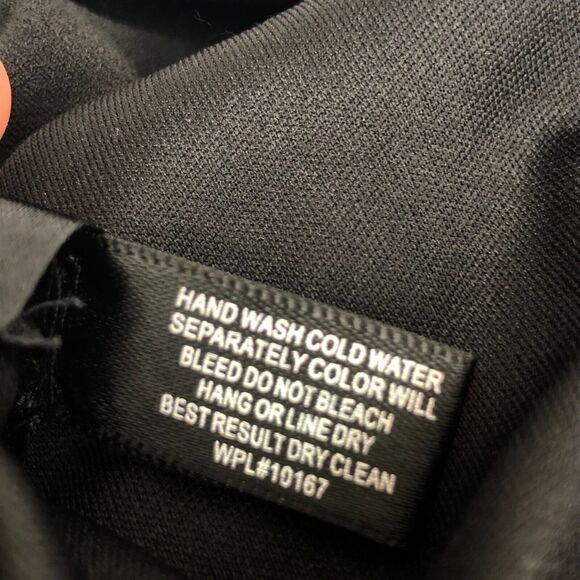 HAND WASH COLD WATER
SEPARATELY COLOR WILL
BLEED DO NOT BLEACH
HANG OR LINE DRY
BEST RESULT DRY CLEAN
WPL#10167